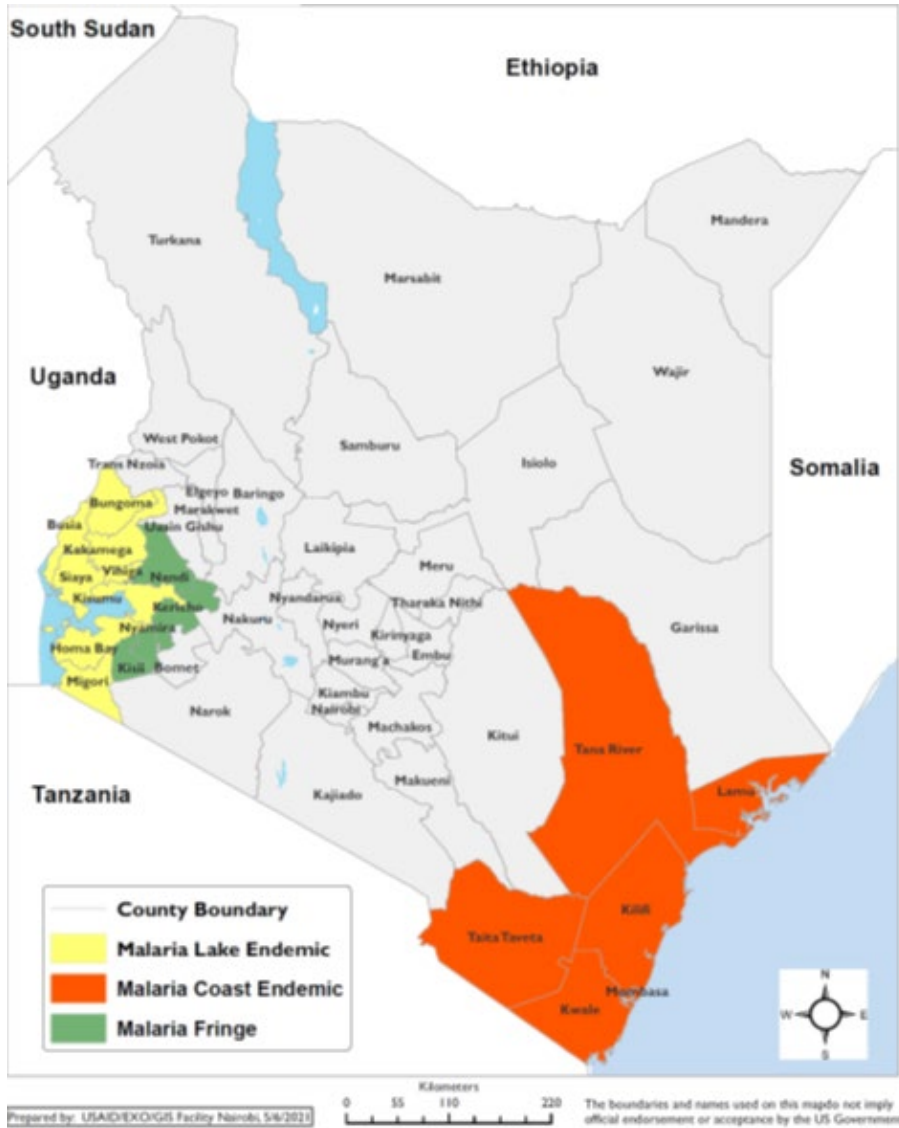 South Sudan
Ethiopia
Mandera
Turkana
Marsabit
Uganda
Wajir
West Pokot
Samburu
Isiolo
Somalia
Trans Nzoia
Elgeyo
Marakwet
Baringo
Bungoma
Busia
Uasin Gishu
Kakamega
Laikipia
Meru
Siaya
Vihiga
Nandi
Kisumu
Kericho
Nyandarua
Tharaka Nithi
Garissa
Nyamira
Nakuru
Nyeri
Kirinyaga
Homa Bay
Embu
Kisii
Bomet
Murang'a
Migori
Kiambu
Nairobi
Narok
Machakos
Kitui
Tana River
Tanzania
Makueni
Kajiado
Lamu
Kilifi
Taita Taveta
Mombasa
Kwale
County Boundary
Malaria Lake Endemic
Malaria Coast Endemic
Malaria Fringe
N
W
E
S
Kilometers
0 55 110 220
Prepared by: USAID/EXO/GIS Facility Nairobi, 5/6/2021
The boundaries and names used on this mapdo not imply
official endorsement or acceptance by the US Government